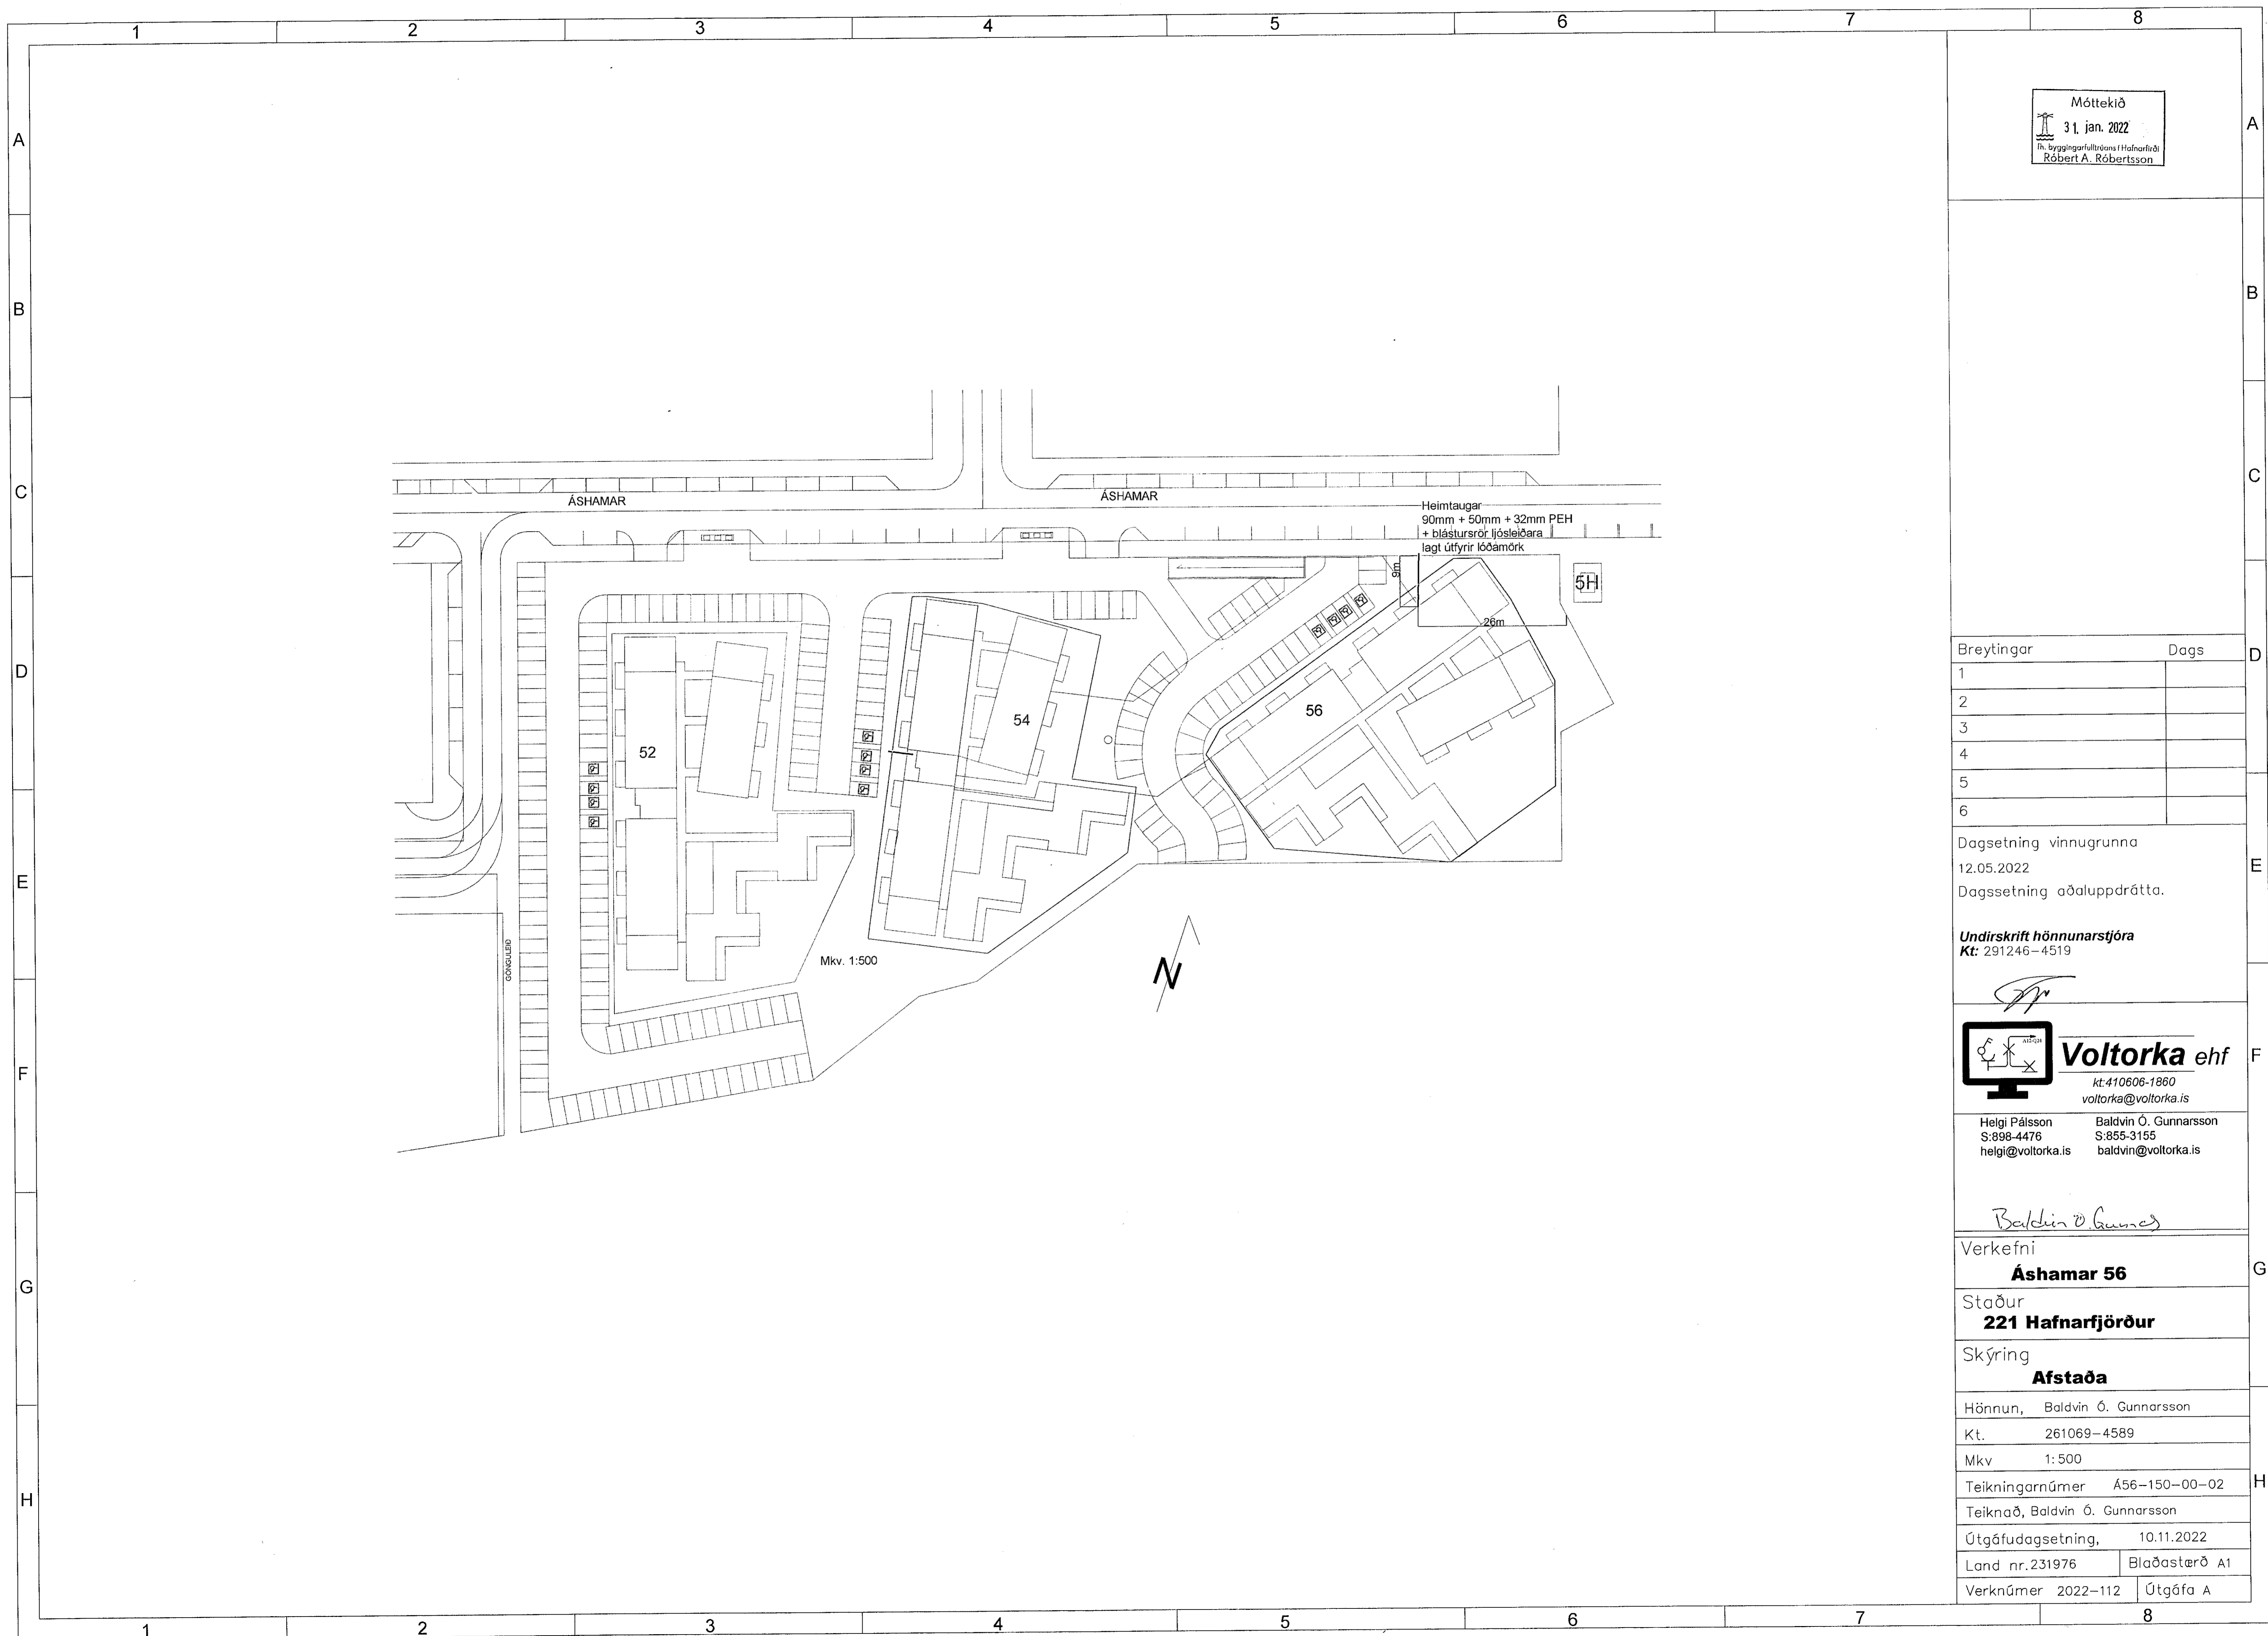 1 2 3 4 5 6 7 8
A A
B B
C C
D D
E E
F F
G G
H H
Móttekið
31. jan. 2022
Þh. byggingarfulltrúans í Hafnarfirði
Róbert A. Róbertsson
ÁSHAMAR
ÁSHAMAR
Heimtaugar
90mm + 50mm + 32mm PEH
+ blástursrör ljósleiðara
lagt útfyrir lóðamörk
9m
26m
5H
52
54
56
GÖNGULEIÐ
Mkv. 1:500
N
Breytingar Dags
1
2
3
4
5
6
Dagsetning vinnugrunna
12.05.2022
Dagssetning aðaluppdrátta.
Undirskrift hönnunarstjóra
Kt: 291246-4519
Voltorka ehf
kt:410606-1860
voltorka@voltorka.is
Helgi Pálsson Baldvin Ó. Gunnarsson
S:898-4476 S:855-3155
helgi@voltorka.is baldvin@voltorka.is
Verkefni
Áshamar 56
Staður
221 Hafnarfjörður
Skýring
Afstaða
Hönnun, Baldvin Ó. Gunnarsson
Kt. 261069-4589
Mkv 1:500
Teikningarnúmer Á56-150-00-02
Teiknað, Baldvin Ó. Gunnarsson
Útgáfudagsetning, 10.11.2022
Land nr.231976 Blaðastærð A1
Verknúmer 2022-112 Útgáfa A
1 2 3 4 5 6 7 8